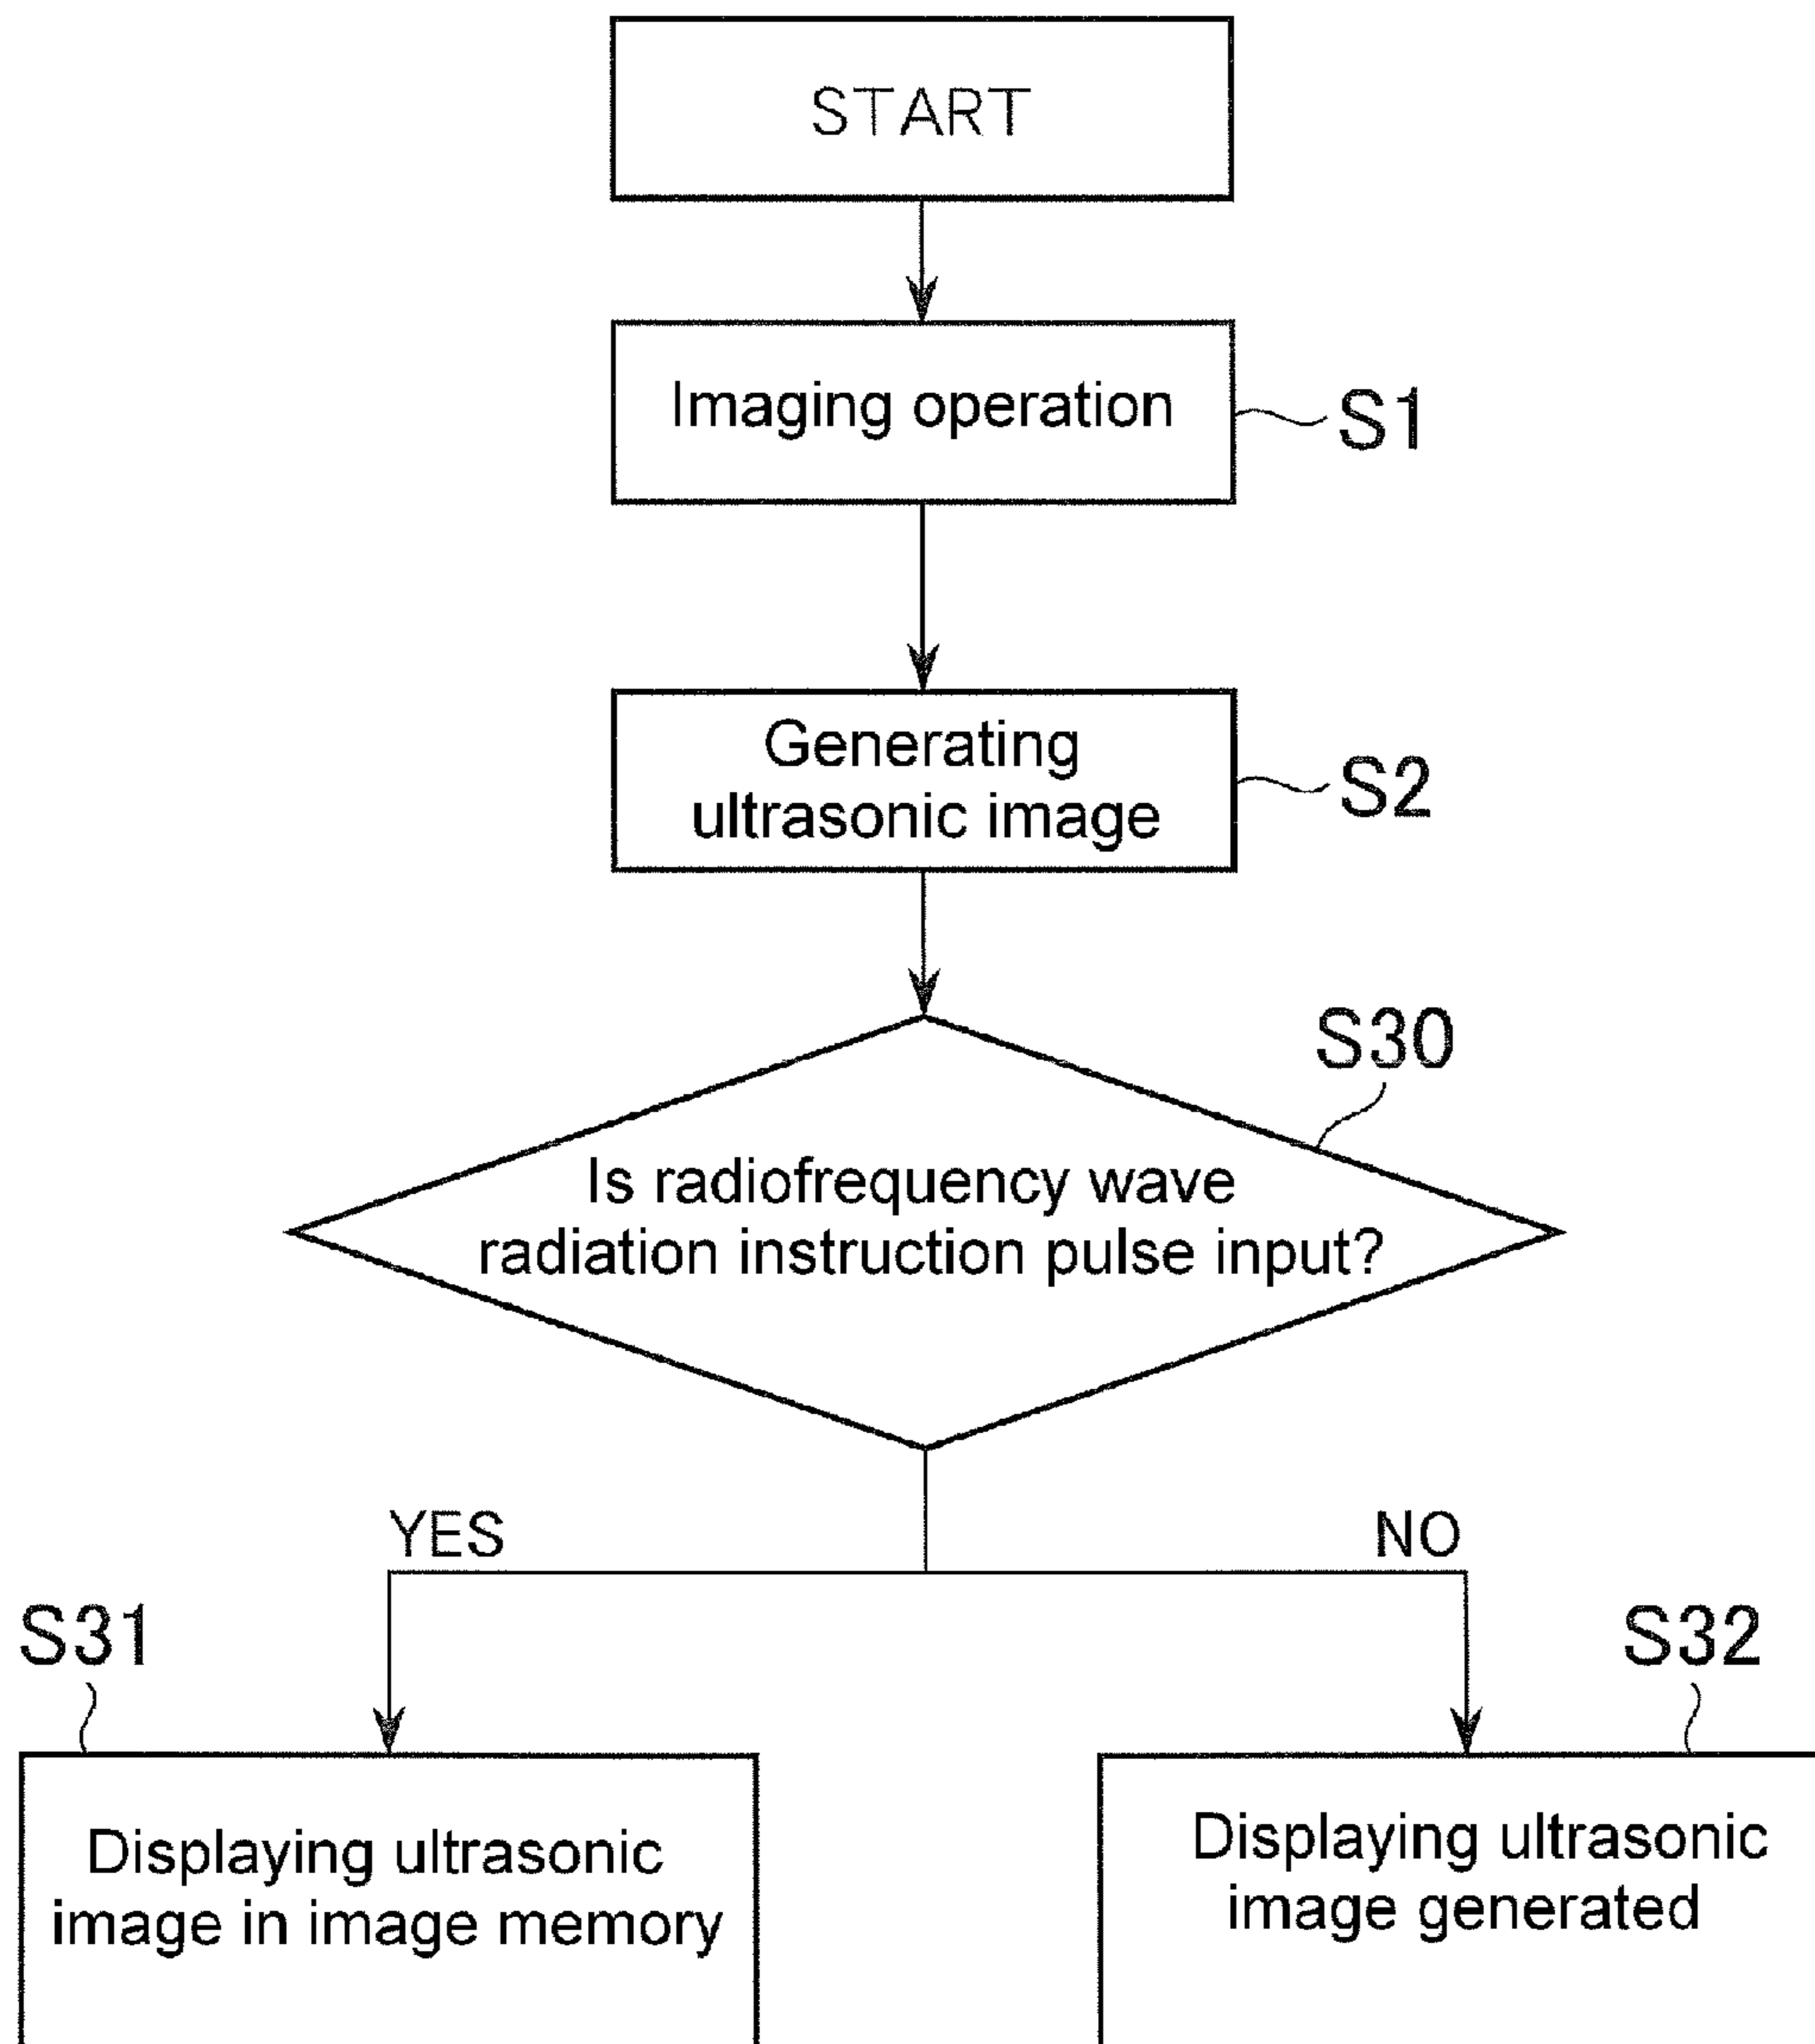 START
Imaging operation
S1
Generating
ultrasonic image
S2
S30
Is radiofrequency wave
radiation instruction pulse input?
YES
NO
S31
S32
Displaying ultrasonic
image in image memory
Displaying ultrasonic
image generated